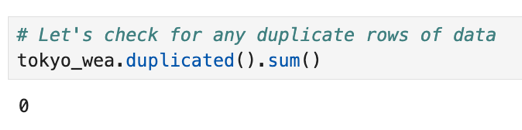 # Let's check for any duplicate rows of data
tokyo_wea.duplicated().sum()
0